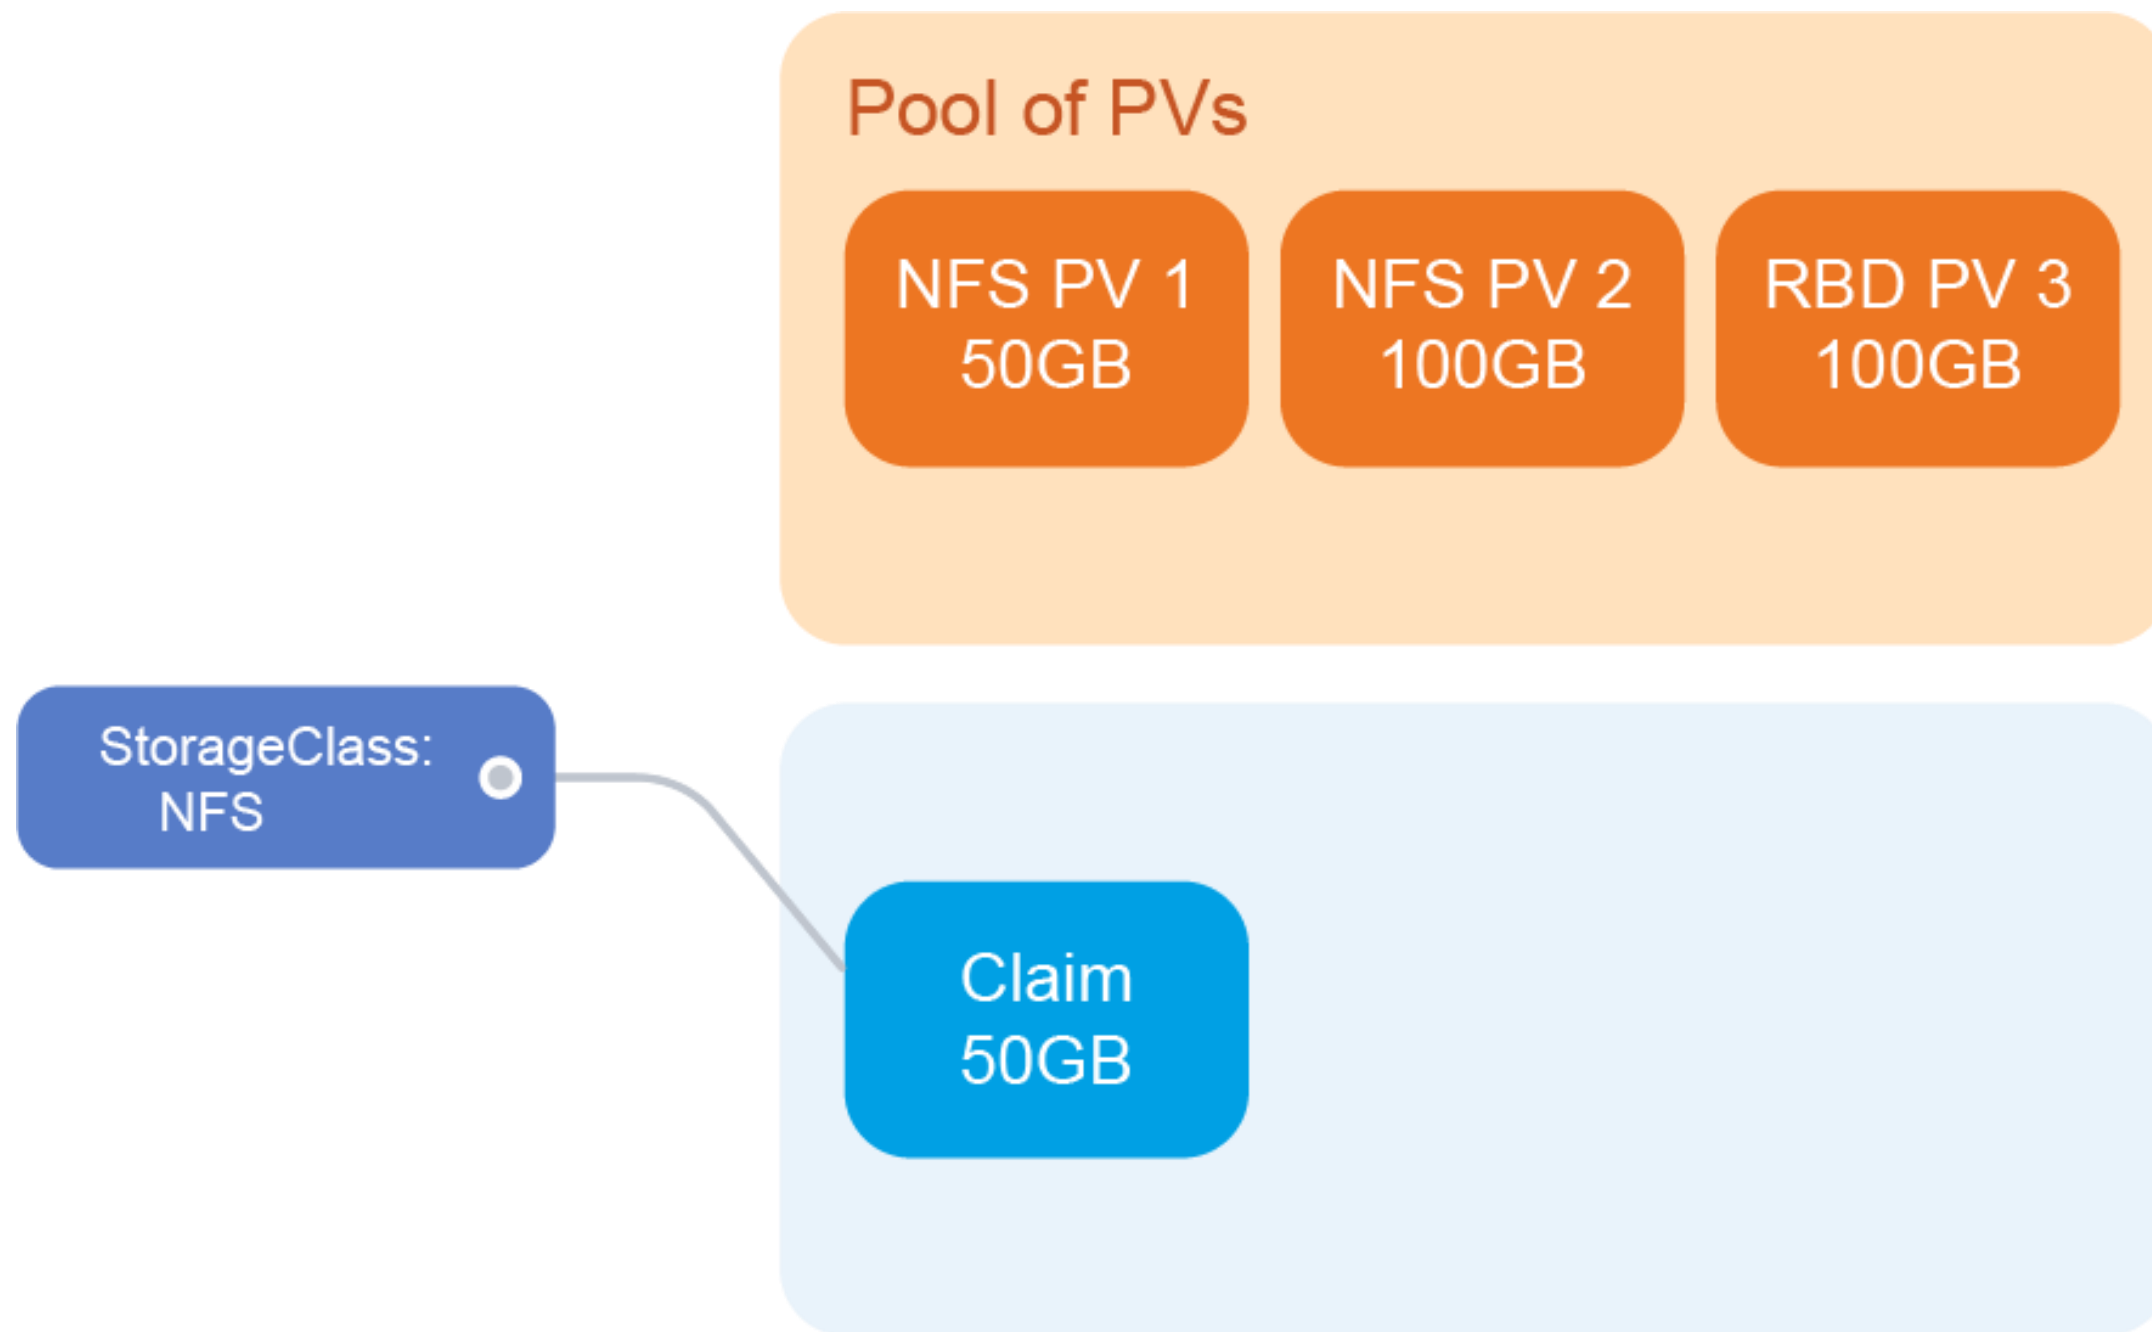 Pool of PVs
NFS PV 1
50GB
NFS PV 2
100GB
RBD PV 3
100GB
StorageClass:
NFS
Claim
50GB